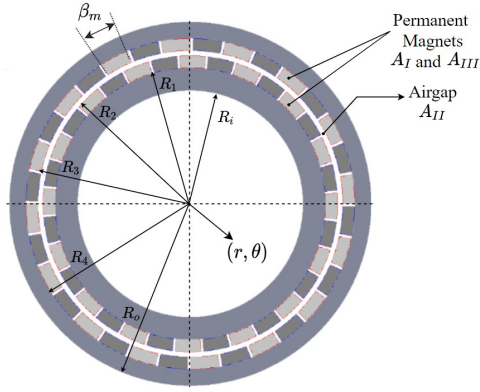 β_m
Permanent
Magnets
A_I and A_III
Airgap
A_II
R_1
R_i
R_2
R_3
(r, θ)
R_4
R_o